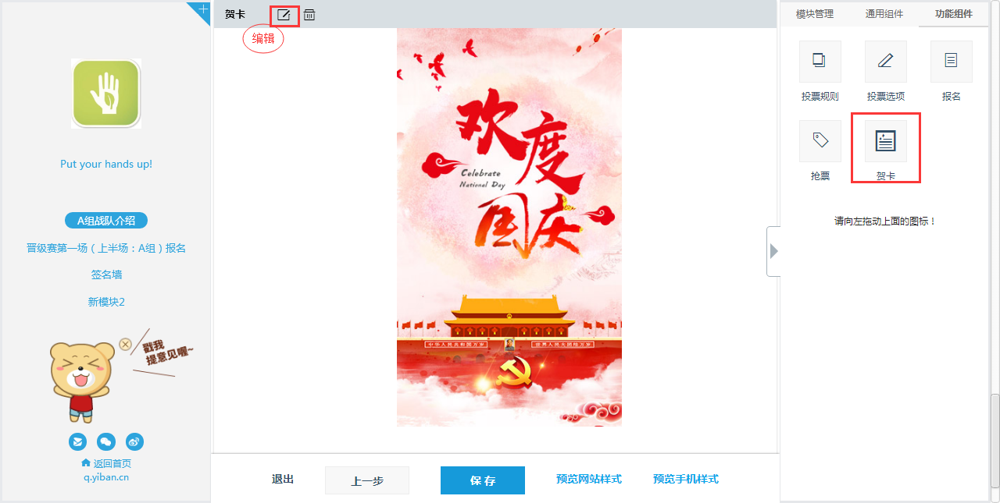 Put your hands up!
A组战队介绍
晋级赛第一场（上半场：A组）报名
签名墙
新模块2
戳我
提意见喔~
返回首页
q.yiban.cn
贺卡
编辑
欢度
Celebrate
National Day
国庆
中华人民共和国万岁
世界人民大团结万岁
退出
上一步
保存
预览网站样式
预览手机样式
模块管理
通用组件
功能组件
投票规则
投票选项
报名
抢票
贺卡
请向左拖动上面的图标！